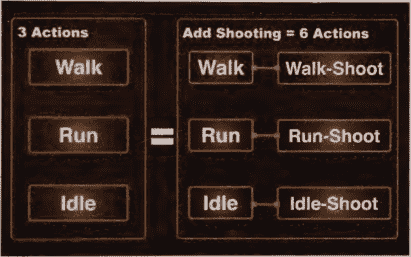 3 Actions
Walk
Run
Idle
=
Add Shooting = 6 Actions
Walk
Walk-Shoot
Run
Run-Shoot
Idle
Idle-Shoot